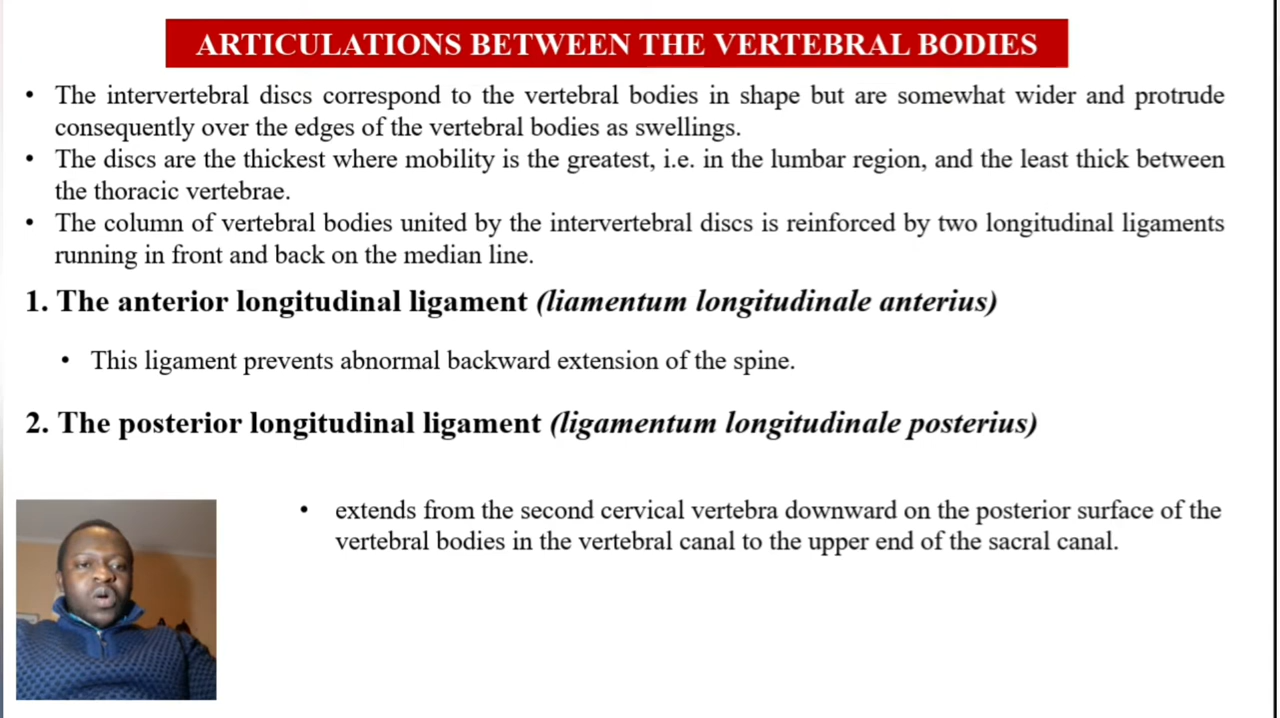 ARTICULATIONS BETWEEN THE VERTEBRAL BODIES
• The intervertebral discs correspond to the vertebral bodies in shape but are somewhat wider and protrude
consequently over the edges of the vertebral bodies as swellings.
• The discs are the thickest where mobility is the greatest, i.e. in the lumbar region, and the least thick between
the thoracic vertebrae.
• The column of vertebral bodies united by the intervertebral discs is reinforced by two longitudinal ligaments
running in front and back on the median line.
1. The anterior longitudinal ligament (liamentum longitudinale anterius)
• This ligament prevents abnormal backward extension of the spine.
2. The posterior longitudinal ligament (ligamentum longitudinale posterius)
• extends from the second cervical vertebra downward on the posterior surface of the
vertebral bodies in the vertebral canal to the upper end of the sacral canal.